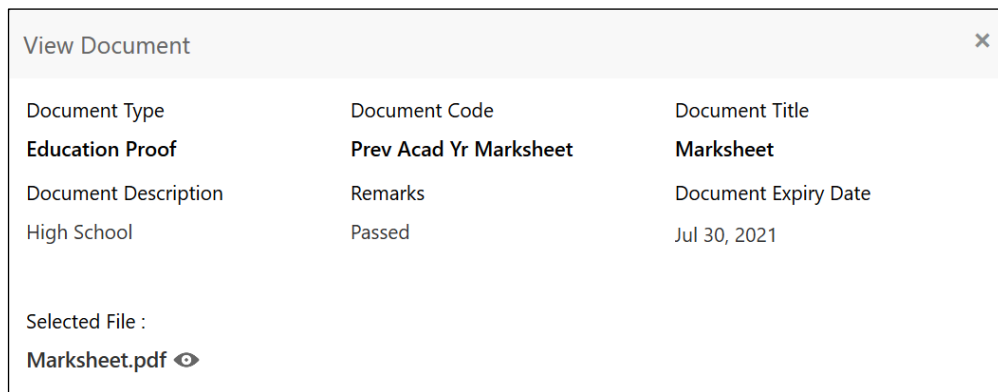 View Document ×
Document Type Document Code Document Title
Education Proof Prev Acad Yr Marksheet Marksheet
Document Description Remarks Document Expiry Date
High School Passed Jul 30, 2021
Selected File :
Marksheet.pdf